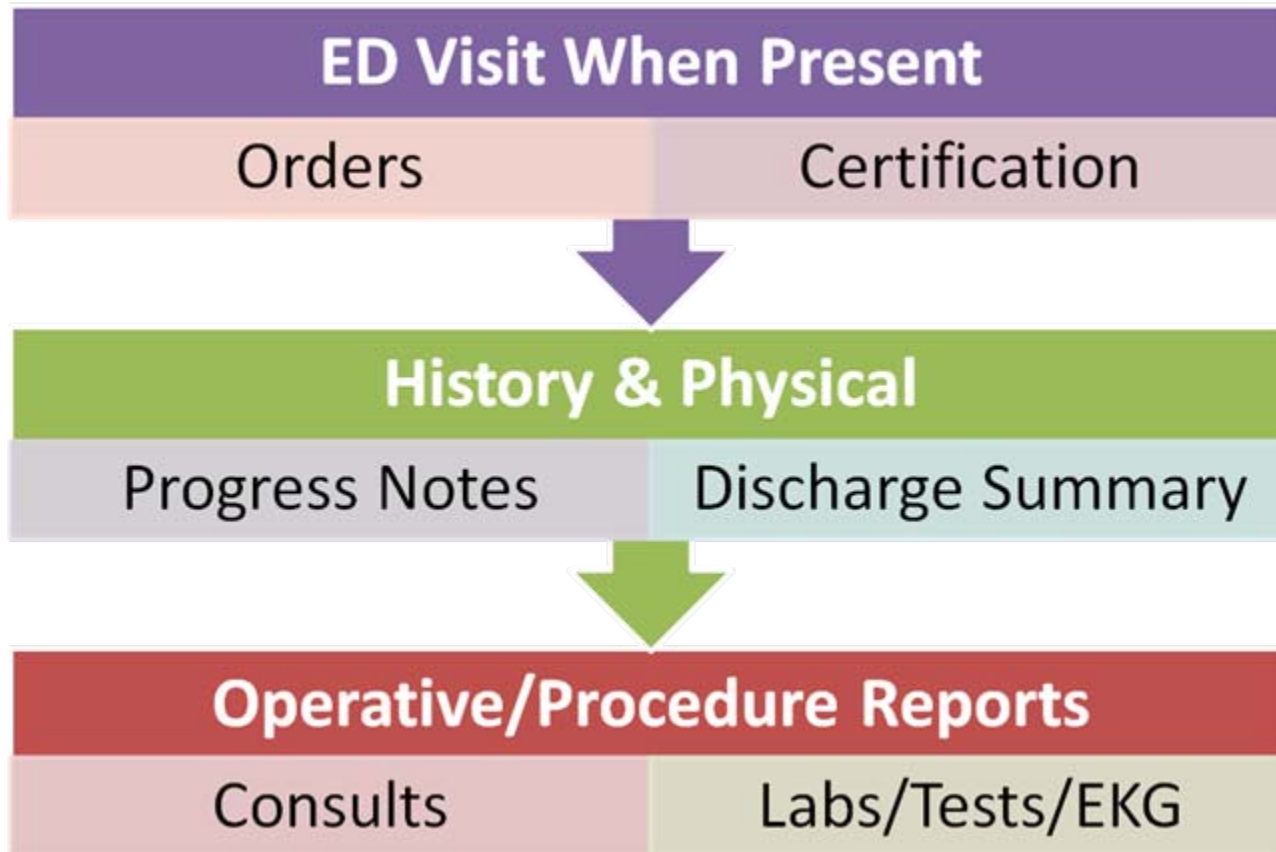 ED Visit When Present
Orders Certification
History & Physical
Progress Notes Discharge Summary
Operative/Procedure Reports
Consults Labs/Tests/EKG